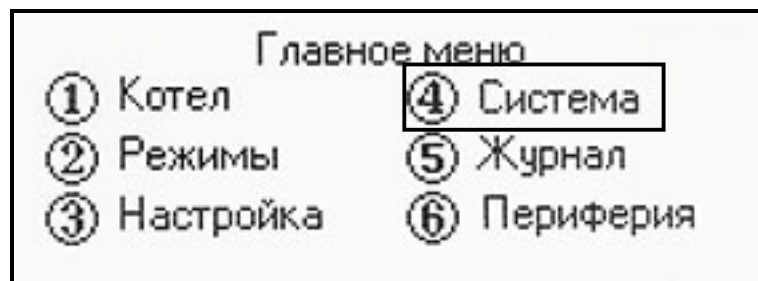 Главное меню
① Котел ④ Система
② Режимы ⑤ Журнал
③ Настройка ⑥ Периферия